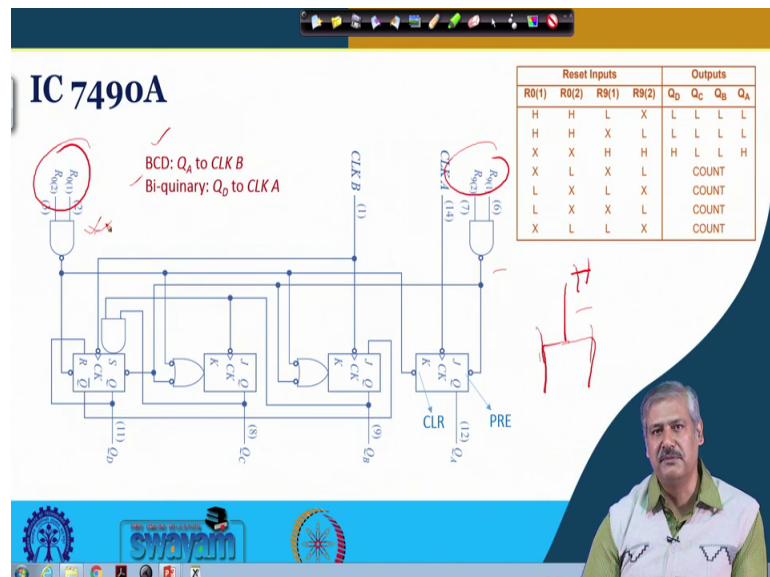 IC 7490A
BCD: QA to CLK B
Bi-quinary: QD to CLK A
Reset Inputs Outputs
R0(1) R0(2) R9(1) R9(2) QD QC QB QA
H H L X L L L L
H H X L L L L L
X X H H H L L H
X L X L COUNT
L X L X COUNT
L X X L COUNT
X L L X COUNT
R0(2) R0(1) CLK B CLK A R9(1)
(3) (2) (1) (14) (7) (6)
R CK S J CK K J CK K J CK K
Q̅ Q Q Q Q
CLR PRE
(11) (8) (9) (12)
QD QC QB QA
swayam